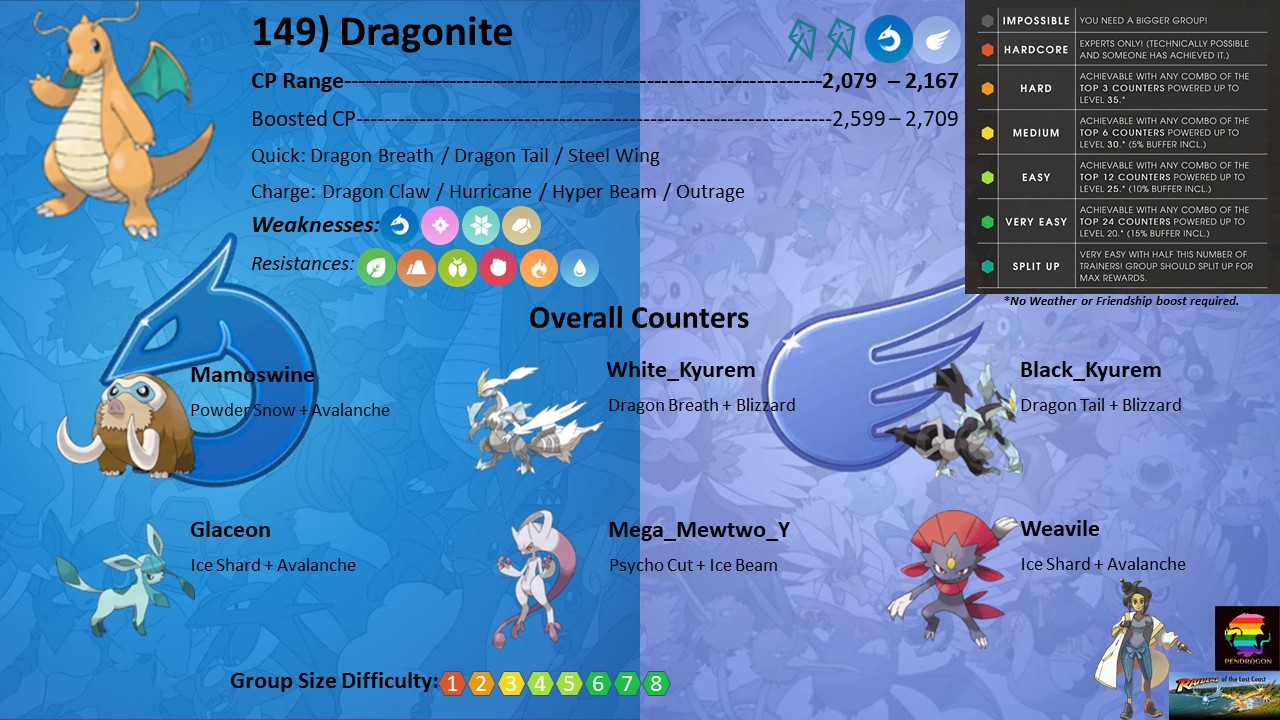 149) Dragonite
CP Range--------------------------------------------------------------------2,079 – 2,167
Boosted CP--------------------------------------------------------------------2,599 – 2,709
Quick: Dragon Breath / Dragon Tail / Steel Wing
Charge: Dragon Claw / Hurricane / Hyper Beam / Outrage
Weaknesses:
Resistances:
IMPOSSIBLE YOU NEED A BIGGER GROUP!
HARDCORE EXPERTS ONLY! (TECHNICALLY POSSIBLE
AND SOMEONE HAS ACHIEVED IT.)
HARD ACHIEVABLE WITH ANY COMBO OF THE
TOP 3 COUNTERS POWERED UP TO
LEVEL 35.*
MEDIUM ACHIEVABLE WITH ANY COMBO OF THE
TOP 6 COUNTERS POWERED UP TO
LEVEL 30.* (5% BUFFER INCL.)
EASY ACHIEVABLE WITH ANY COMBO OF THE
TOP 12 COUNTERS POWERED UP TO
LEVEL 25.* (10% BUFFER INCL.)
VERY EASY ACHIEVABLE WITH ANY COMBO OF THE
TOP 24 COUNTERS POWERED UP TO
LEVEL 20.* (15% BUFFER INCL.)
SPLIT UP VERY EASY WITH HALF THIS NUMBER OF
TRAINERS! GROUP SHOULD SPLIT UP FOR
MAX REWARDS.
*No Weather or Friendship boost required.
Overall Counters
Mamoswine
Powder Snow + Avalanche
White_Kyurem
Dragon Breath + Blizzard
Black_Kyurem
Dragon Tail + Blizzard
Glaceon
Ice Shard + Avalanche
Mega_Mewtwo_Y
Psycho Cut + Ice Beam
Weavile
Ice Shard + Avalanche
Group Size Difficulty: 1 2 3 4 5 6 7 8
PENDRAGON
RAIDERS of the Lost Coast